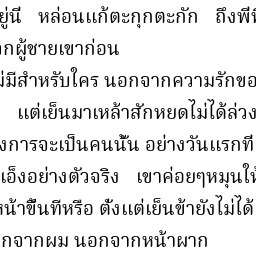 ยู่นี่ หล่อนแก้ตะกุกตะกัก ถึงพี่
กผู้ชายเขาก่อน
ม่มีสำหรับใคร นอกจากความรักขอ
แต่เย็นมาเหล้าสักหยดไม่ได้ล่วง
งการจะเป็นคนนั้น อย่างวันแรกที่
เอ็งอย่างตัวจริง เขาค่อยๆหมุนให้
หน้าขึ้นทีหรือ ตั้งแต่เย็นข้ายังไม่ได้
กจากผม นอกจากหน้าผาก